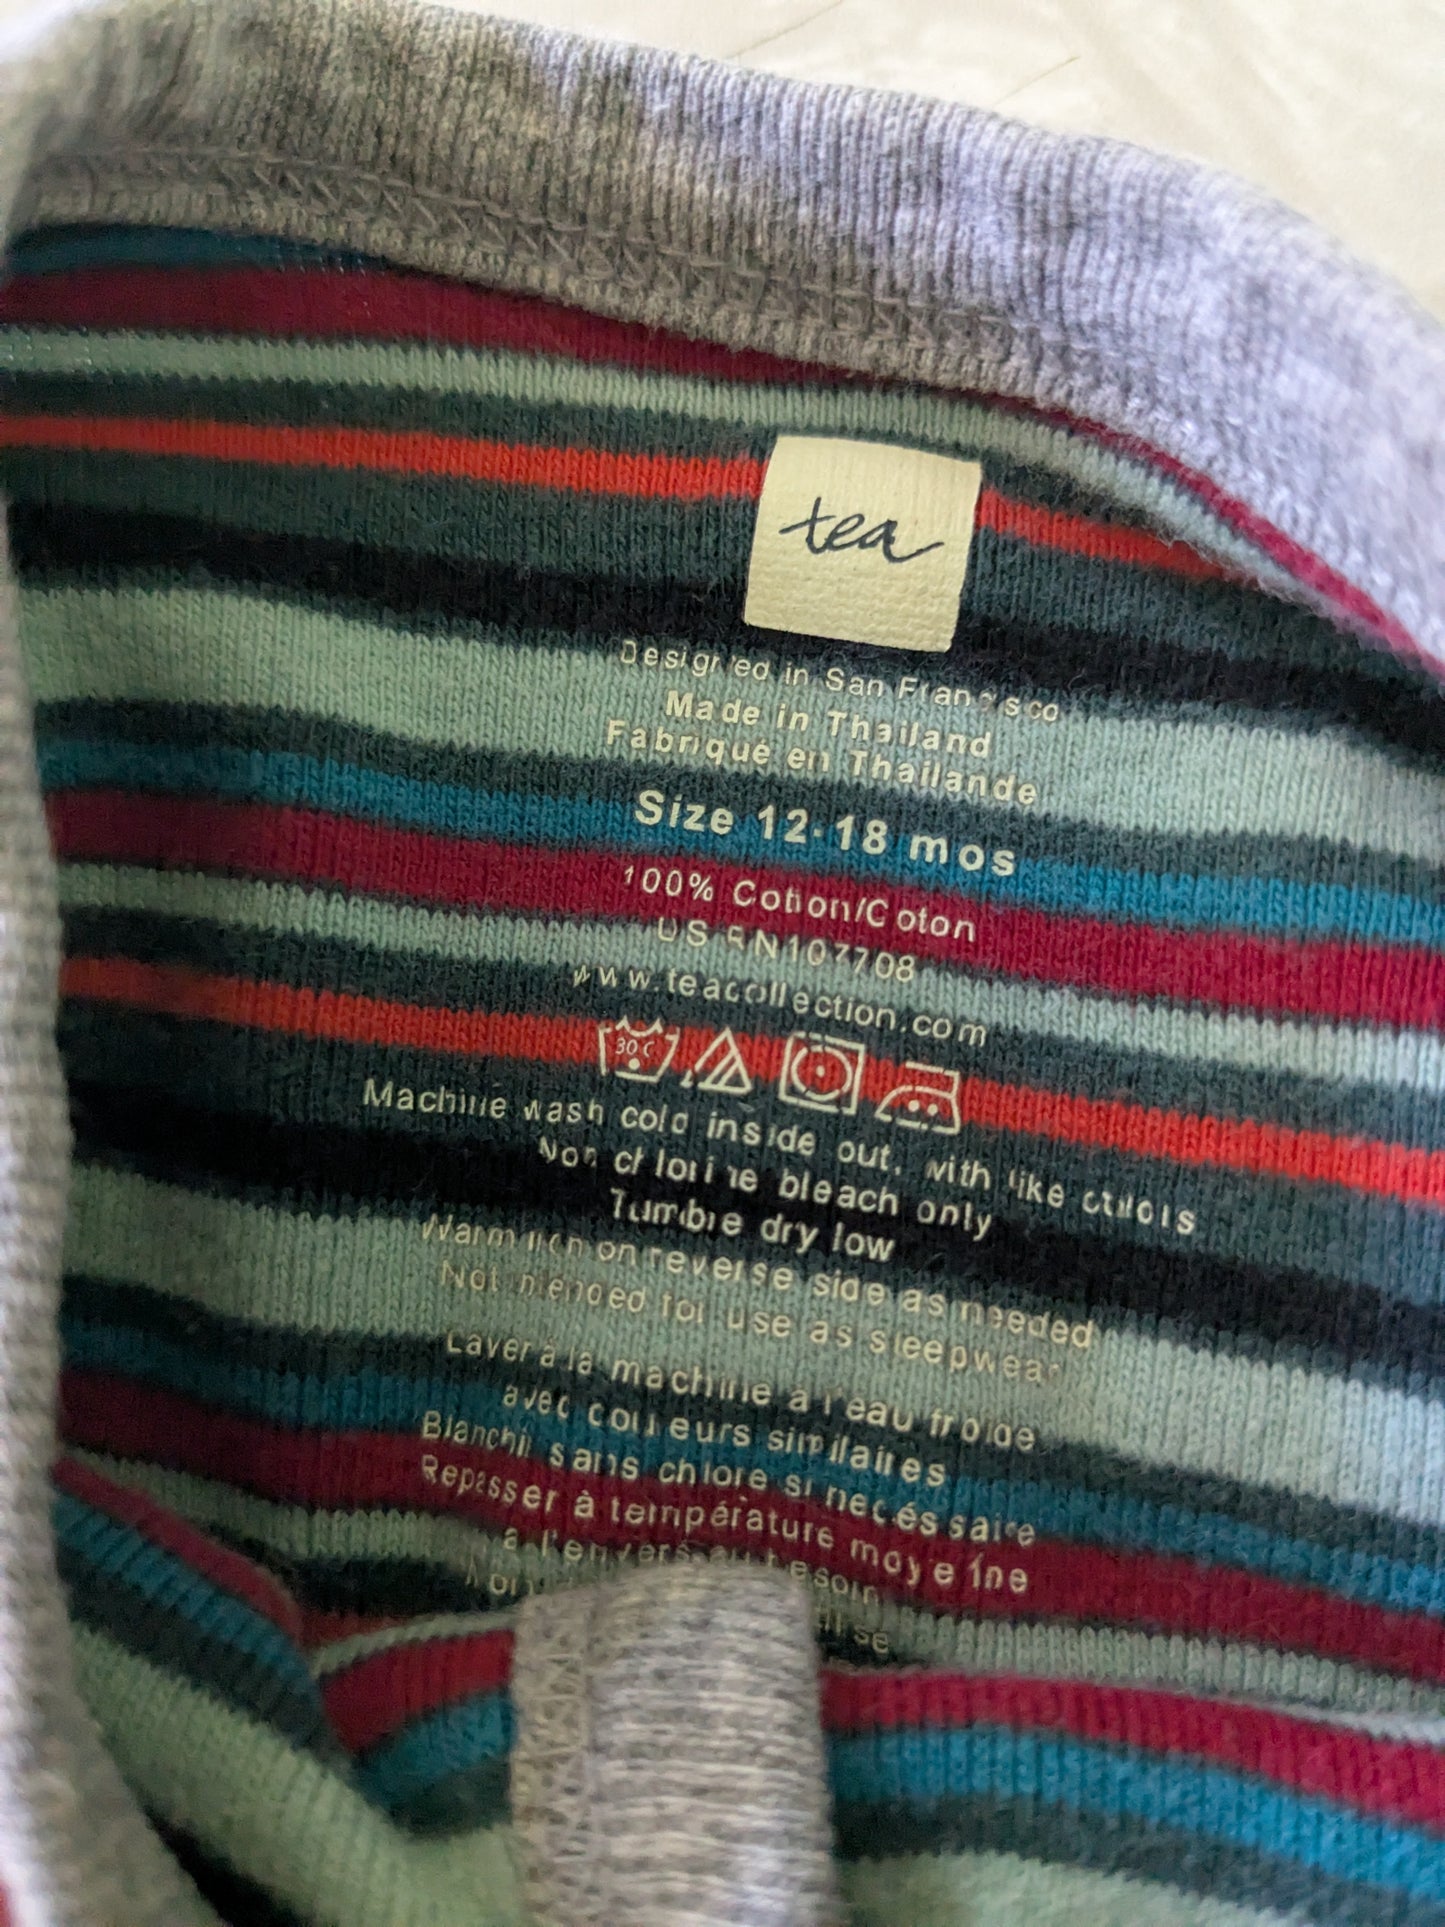 tea
Designed in San Francisco
Made in Thailand
Fabriqué en Thaïlande
Size 12-18 mos
100% Cotton/Coton
US RN107708
www.teacollection.com
30 C
Machine wash cold inside out, with like colors
Non chlorine bleach only
Tumble dry low
Warm iron on reverse side as needed
Not intended for use as sleepwear
Laver à la machine à l'eau froide
avec couleurs similaires
Blanchir sans chlore si nécéssaire
Repasser à température moyenne
à l'envers au besoin